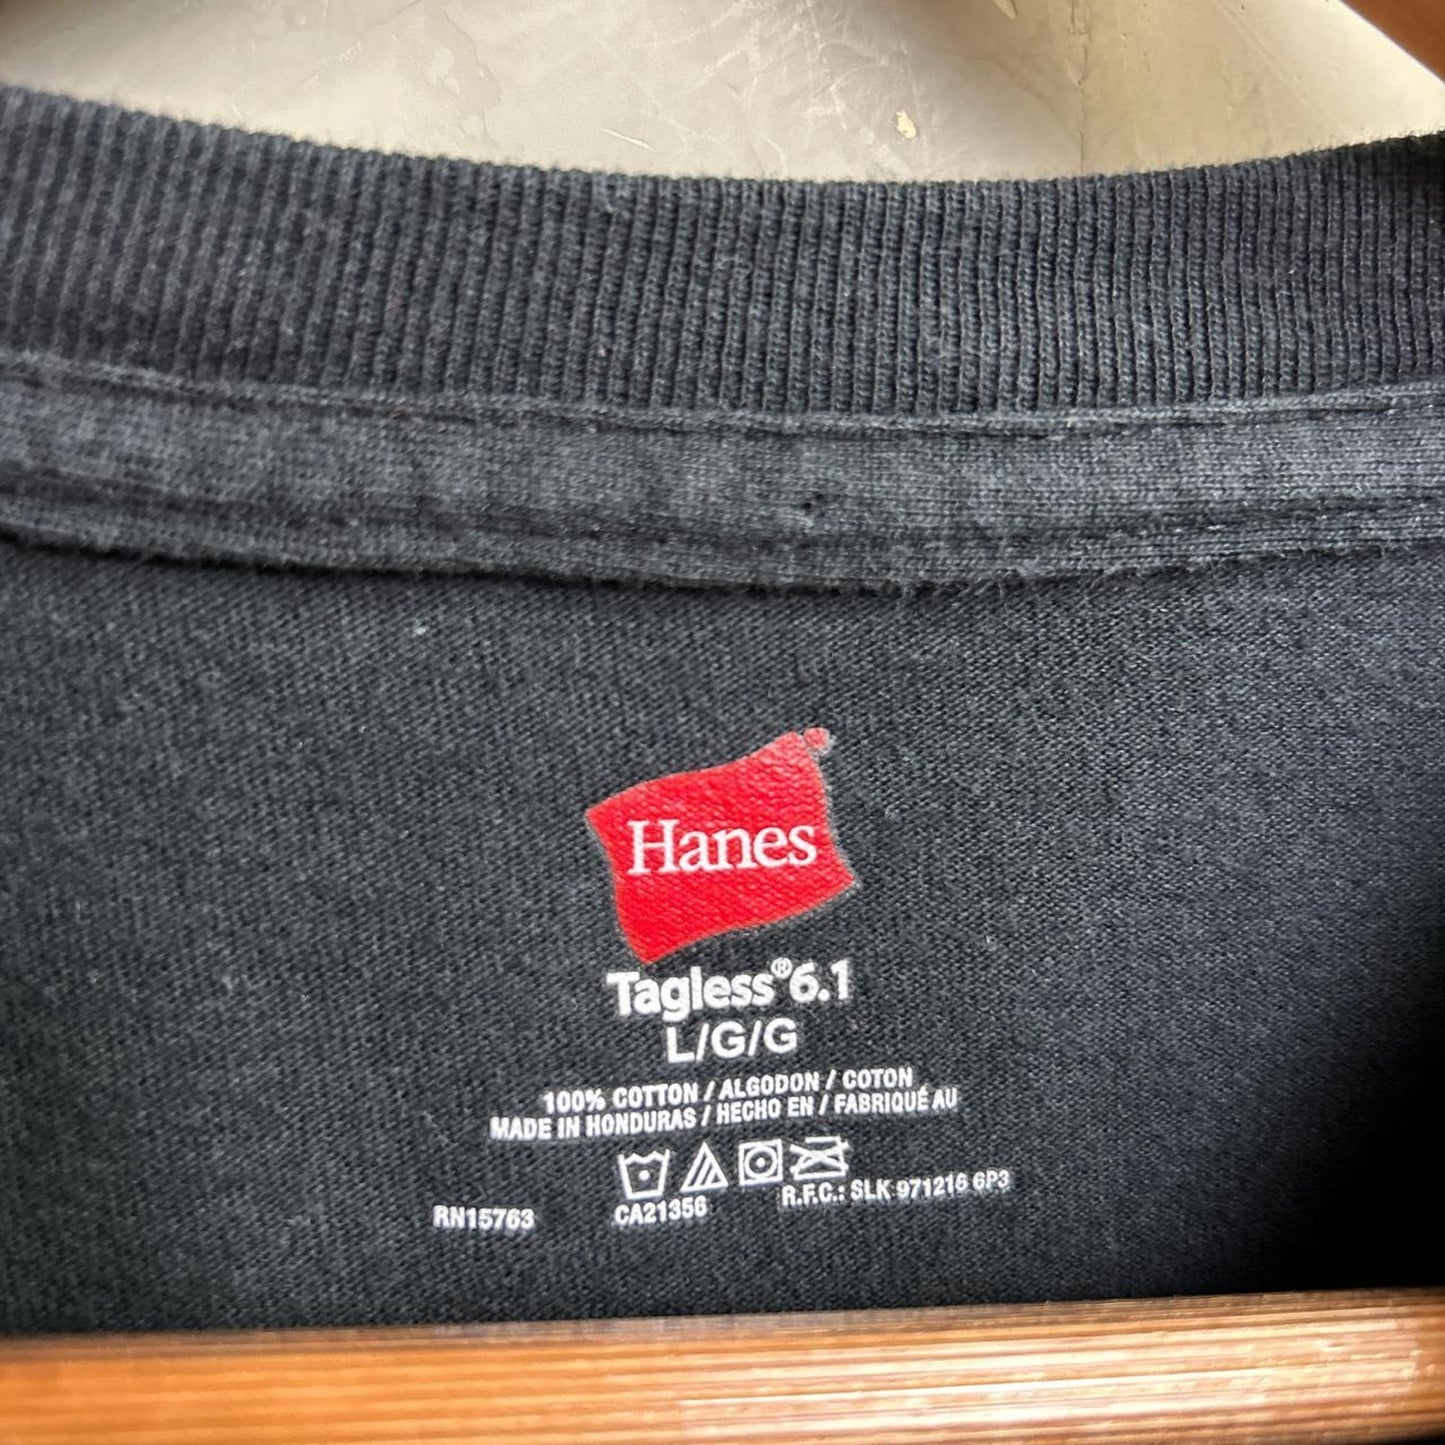 Hanes
Tagless®6.1
L/G/G
100% COTTON / ALGODON / COTON
MADE IN HONDURAS / HECHO EN / FABRIQUÉ AU
RN15763 CA21356 R.F.C.: SLK 971216 6P3